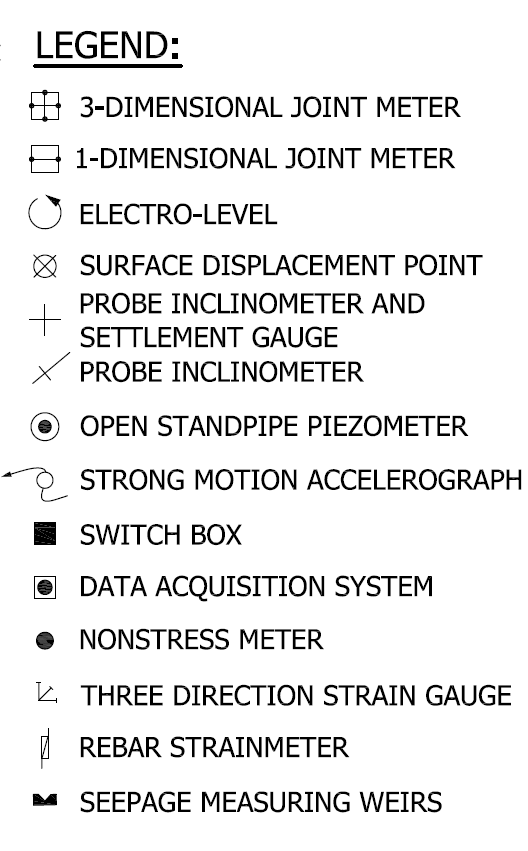 LEGEND:
3-DIMENSIONAL JOINT METER
1-DIMENSIONAL JOINT METER
ELECTRO-LEVEL
SURFACE DISPLACEMENT POINT
PROBE INCLINOMETER AND
SETTLEMENT GAUGE
PROBE INCLINOMETER
OPEN STANDPIPE PIEZOMETER
STRONG MOTION ACCELEROGRAPH
SWITCH BOX
DATA ACQUISITION SYSTEM
NONSTRESS METER
THREE DIRECTION STRAIN GAUGE
REBAR STRAINMETER
SEEPAGE MEASURING WEIRS